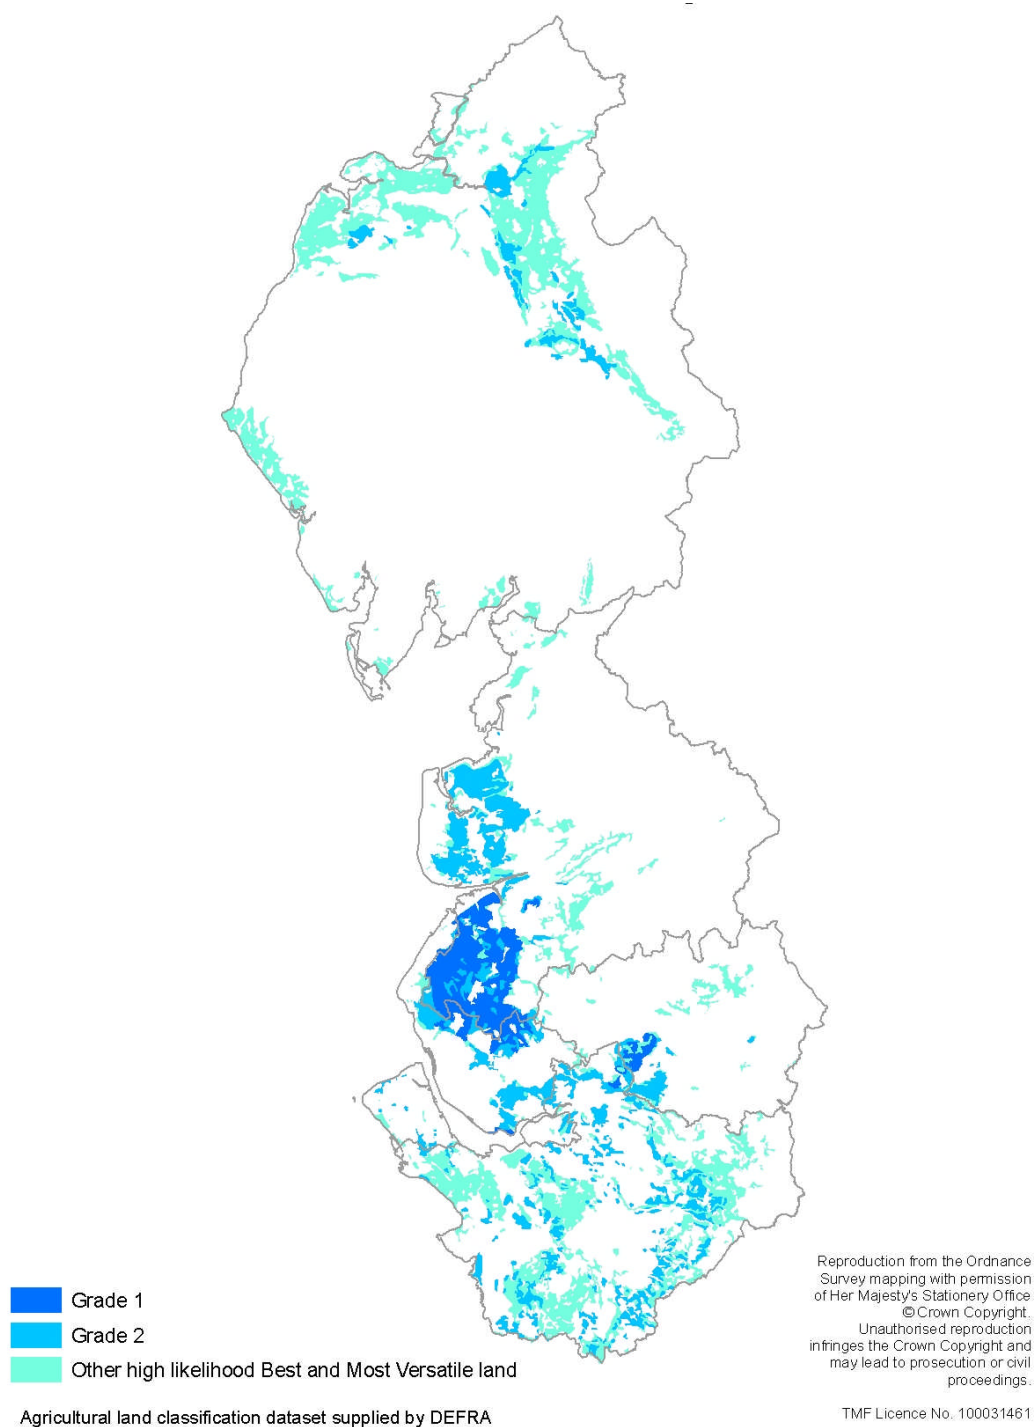 Grade 1
Grade 2
Other high likelihood Best and Most Versatile land
Agricultural land classification dataset supplied by DEFRA
Reproduction from the Ordnance
Survey mapping with permission
of Her Majesty's Stationery Office
© Crown Copyright.
Unauthorised reproduction
infringes the Crown Copyright and
may lead to prosecution or civil
proceedings.
TMF Licence No. 100031461